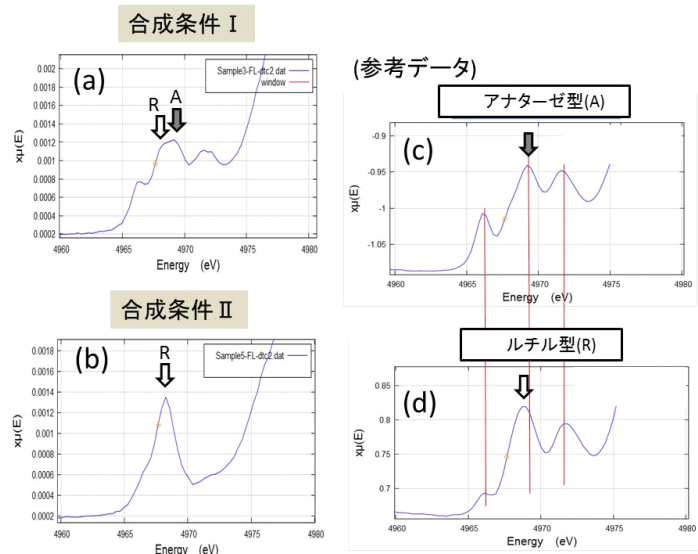 合成条件Ⅰ
(a)
Sample3-FL-dtc2.dat
window
R
A
0.002
0.0018
0.0016
0.0014
0.0012
0.001
0.0008
0.0006
0.0004
0.0002
xμ(E)
4960
4965
4970
4975
4980
Energy (eV)
(参考データ)
アナターゼ型(A)
(c)
-0.9
-0.95
-1
-1.05
xμ(E)
4960
4965
4970
4975
4980
Energy (eV)
合成条件Ⅱ
(b)
R
Sample5-FL-dtc2.dat
0.0018
0.0016
0.0014
0.0012
0.001
0.0008
0.0006
0.0004
0.0002
xμ(E)
4960
4965
4970
4975
4980
Energy (eV)
ルチル型(R)
(d)
0.85
0.8
0.75
0.7
xμ(E)
4960
4965
4970
4975
4980
Energy (eV)